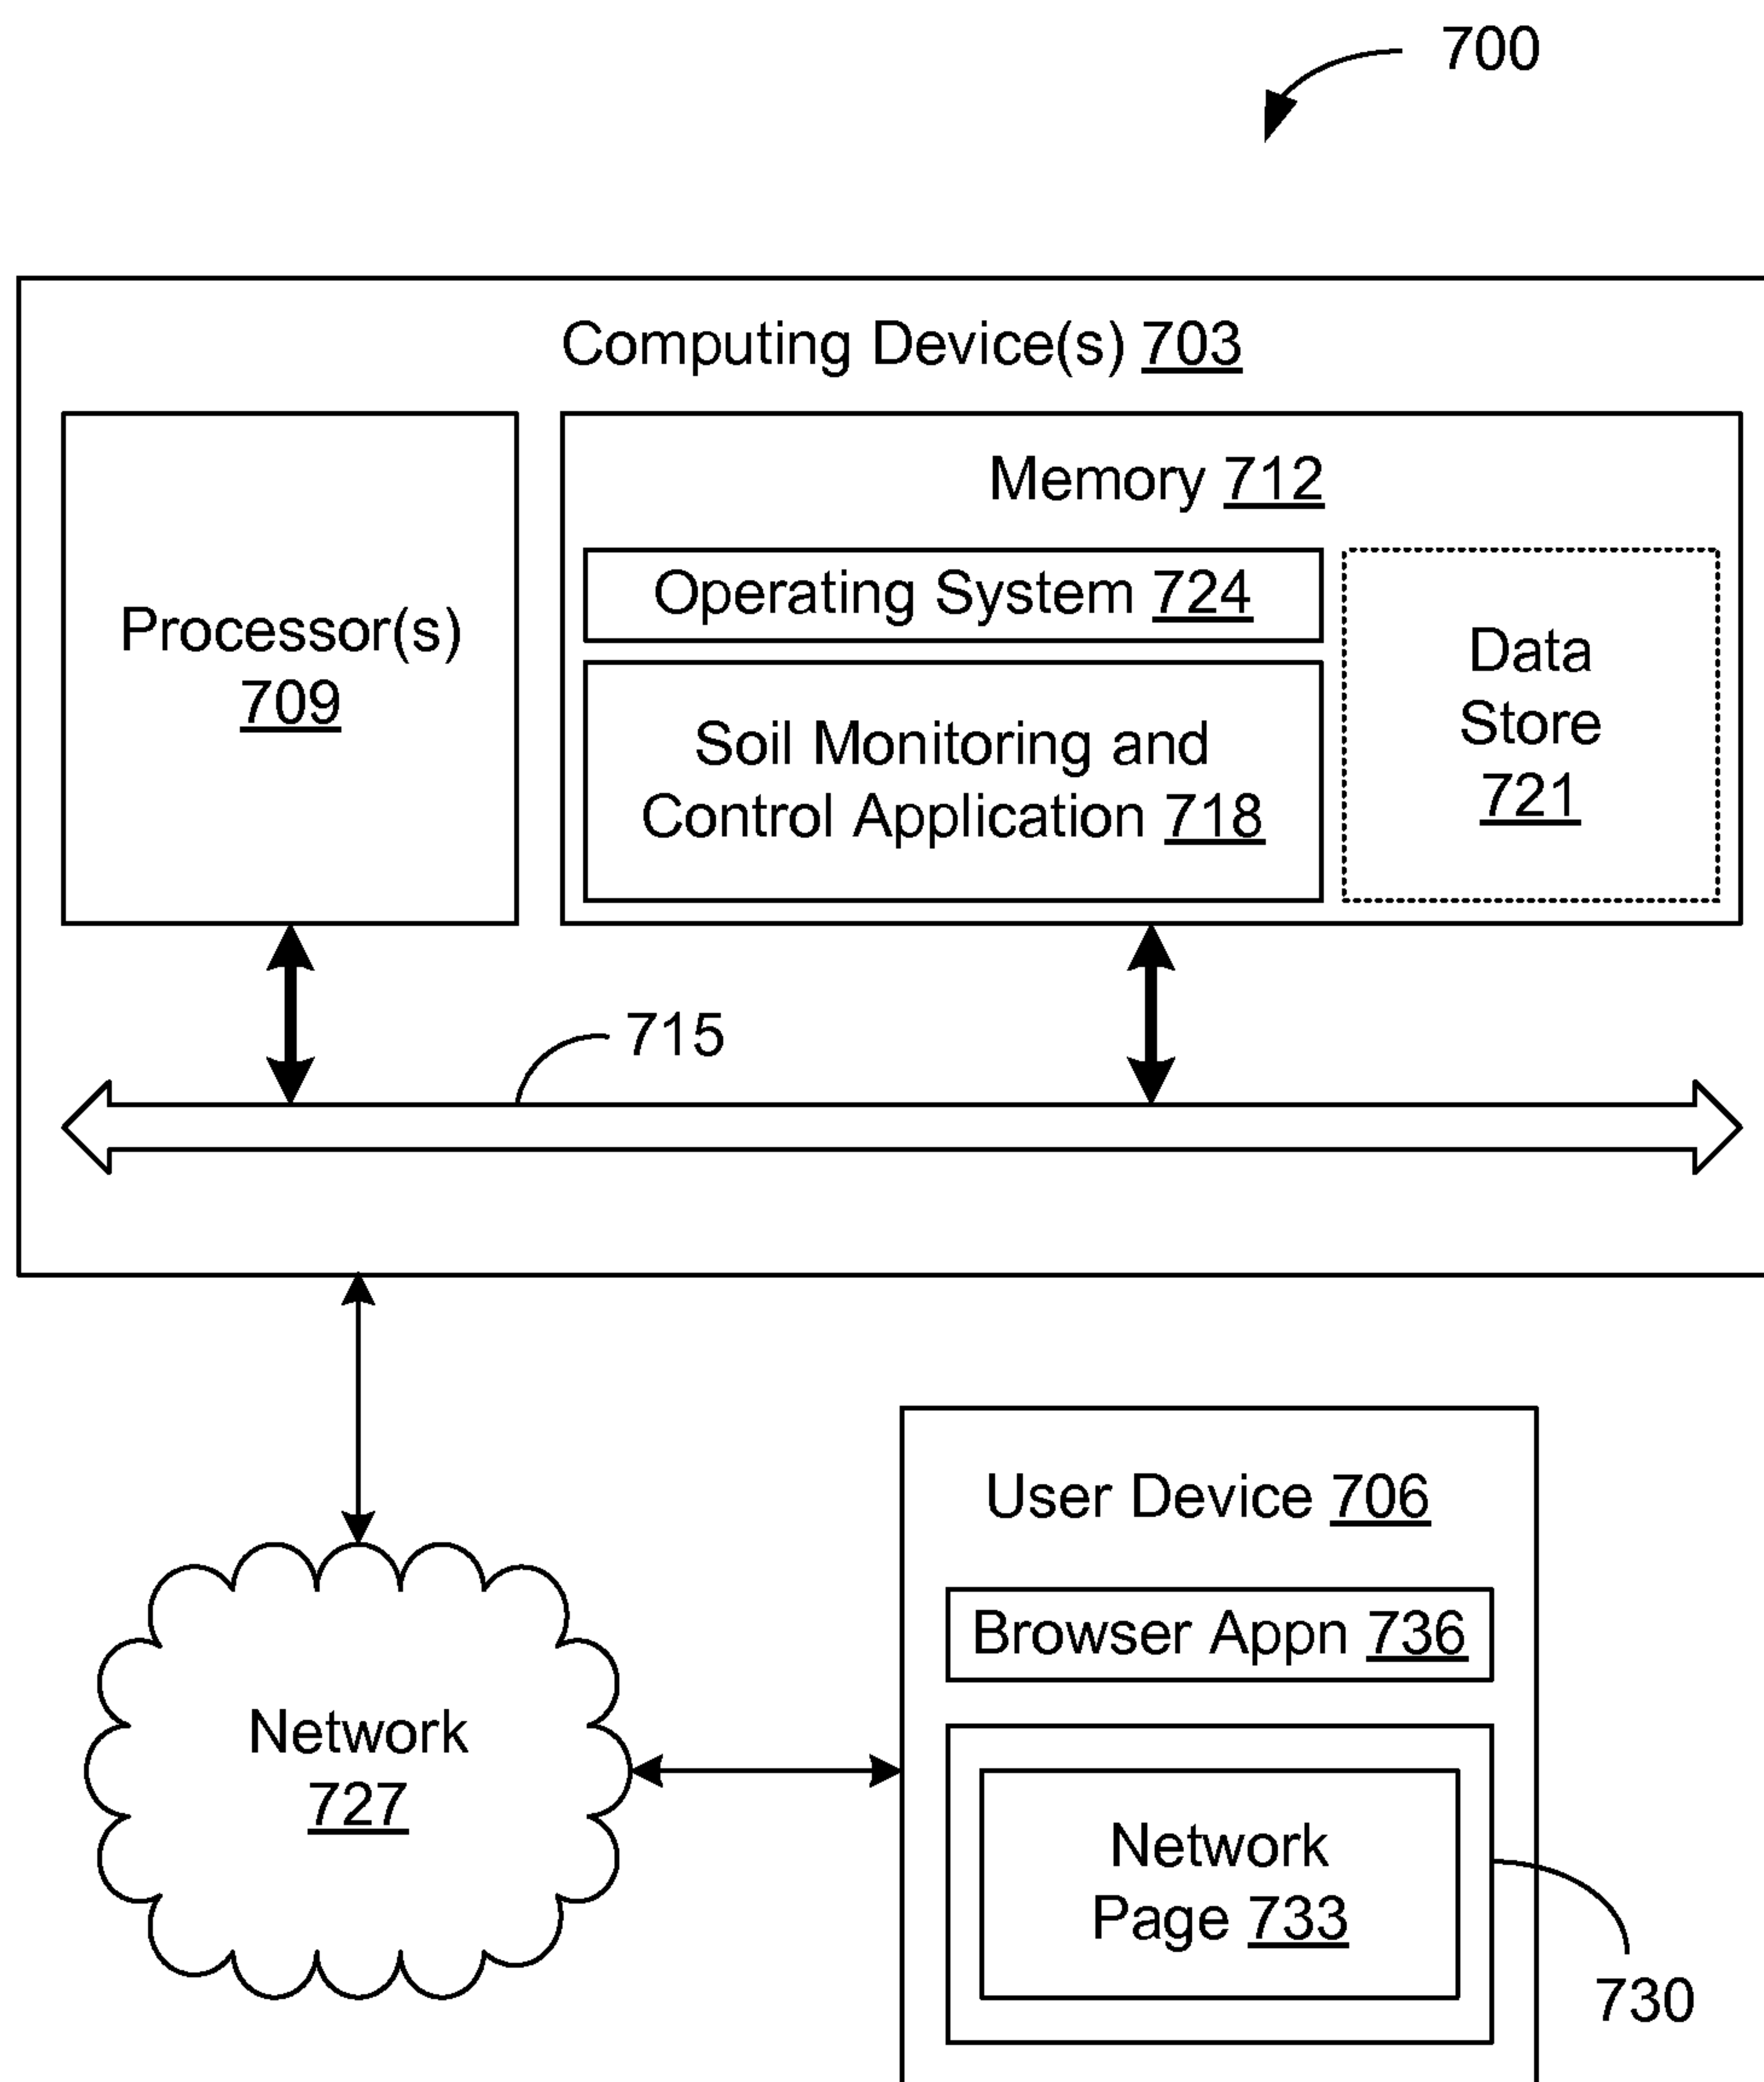 700
Computing Device(s) 703
Processor(s)
709
Memory 712
Operating System 724
Soil Monitoring and
Control Application 718
Data
Store
721
715
User Device 706
Browser Appn 736
Network
727
Network
Page 733
730